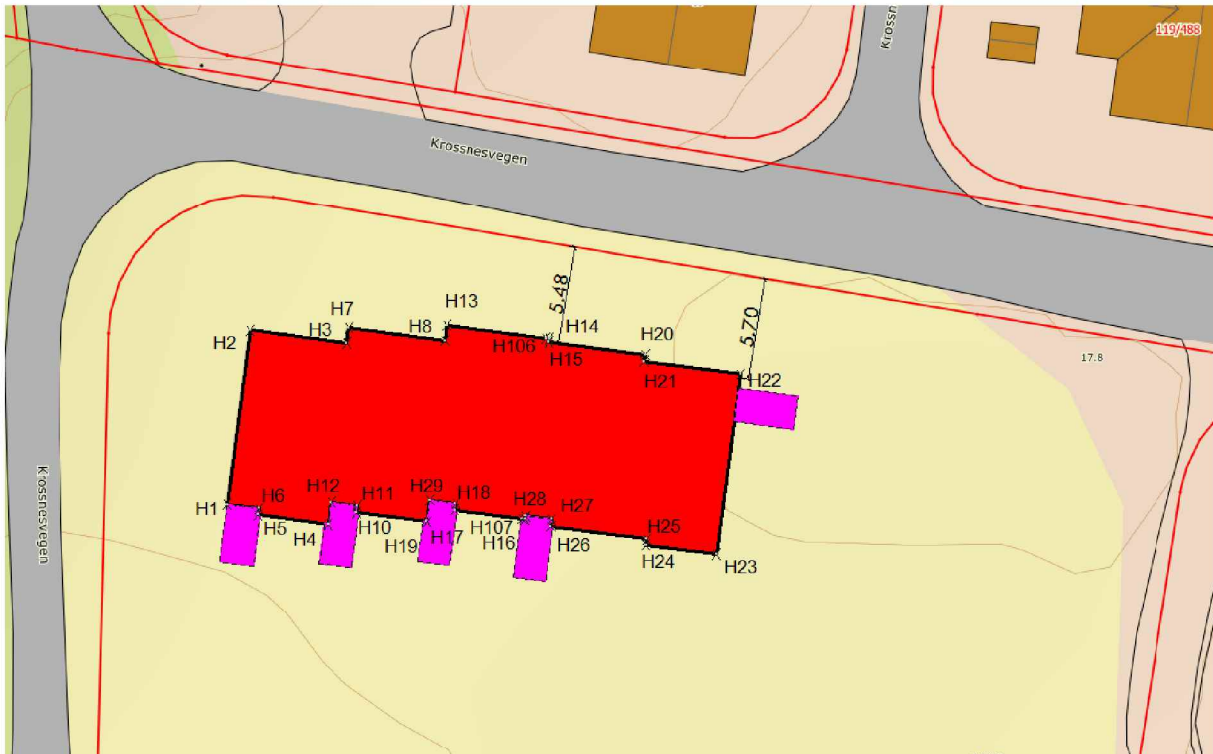 119/488
Krossn
Krossnesvegen
5.48
5.70
H13
H7
H14
H3
H8
H2
H106
H15
H20
H21
H22
17.8
Krossnesvegen
H6
H12
H29
H11
H18
H28
H27
H1
H5
H4
H10
H19
H17
H107
H16
H26
H25
H24
H23